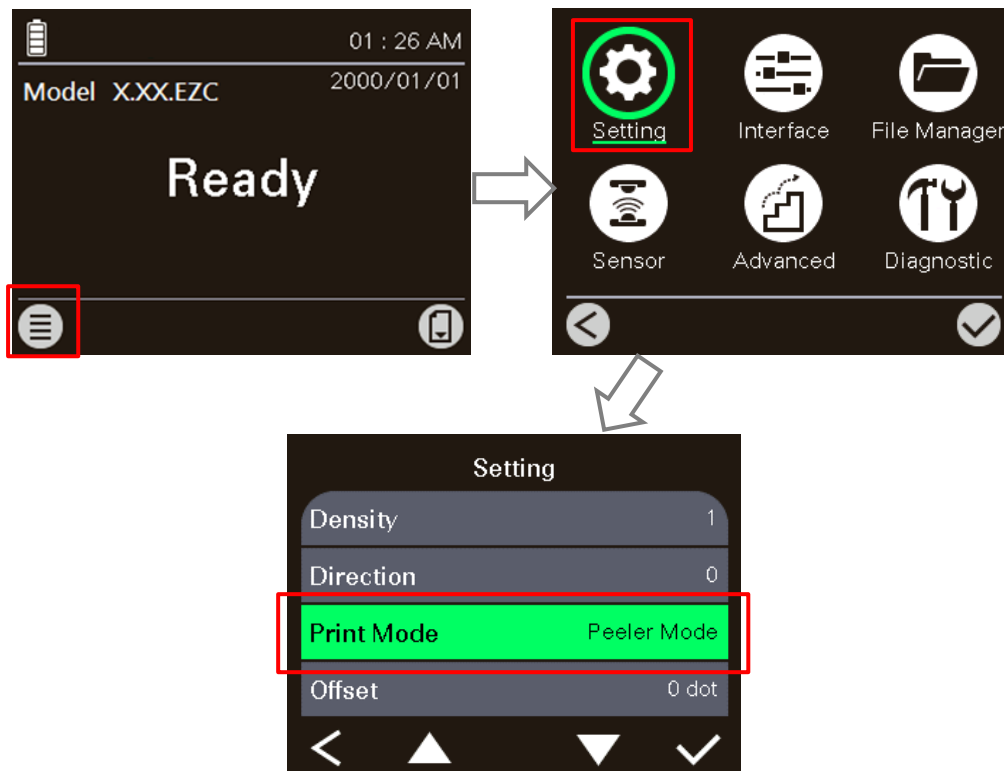 01 : 26 AM
Model X.XX.EZC 2000/01/01
Ready
Setting Interface File Manager
Sensor Advanced Diagnostic
Setting
Density 1
Direction 0
Print Mode Peeler Mode
Offset 0 dot